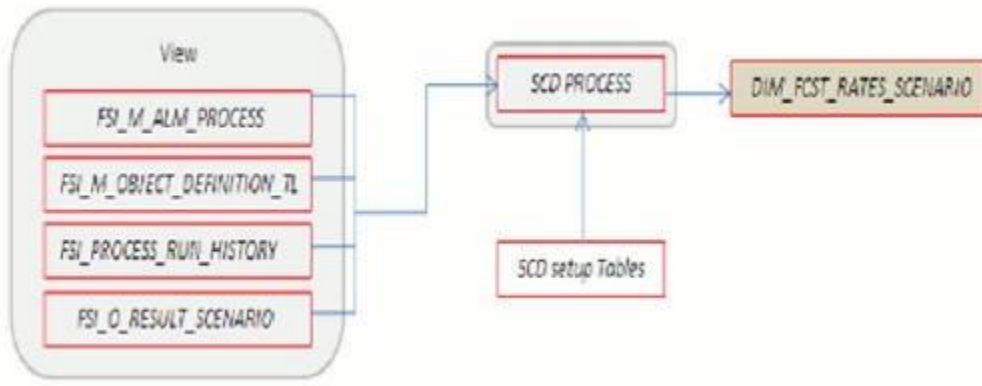 View
FSI_M_ALM_PROCESS
FSI_M_OBJECT_DEFINITION_TL
FSI_PROCESS_RUN_HISTORY
FSI_O_RESULT_SCENARIO
SCD PROCESS
SCD setup Tables
DIM_FCST_RATES_SCENARIO